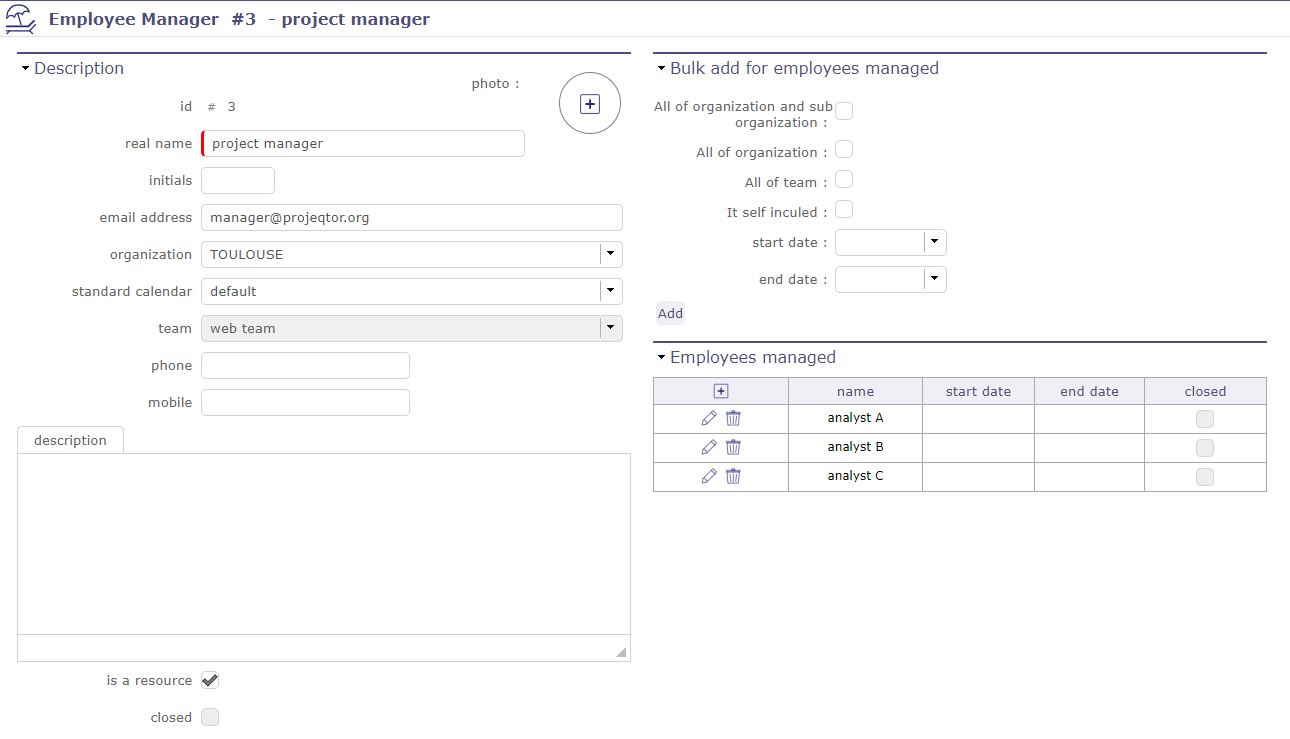 Employee Manager #3 - project manager
Description
photo :
id # 3
real name project manager
initials
email address manager@projeqtor.org
organization TOULOUSE
standard calendar default
team web team
phone
mobile
description
is a resource
closed
Bulk add for employees managed
All of organization and sub
organization :
All of organization :
All of team :
It self inculed :
start date :
end date :
Add
Employees managed
name start date end date closed
analyst A
analyst B
analyst C